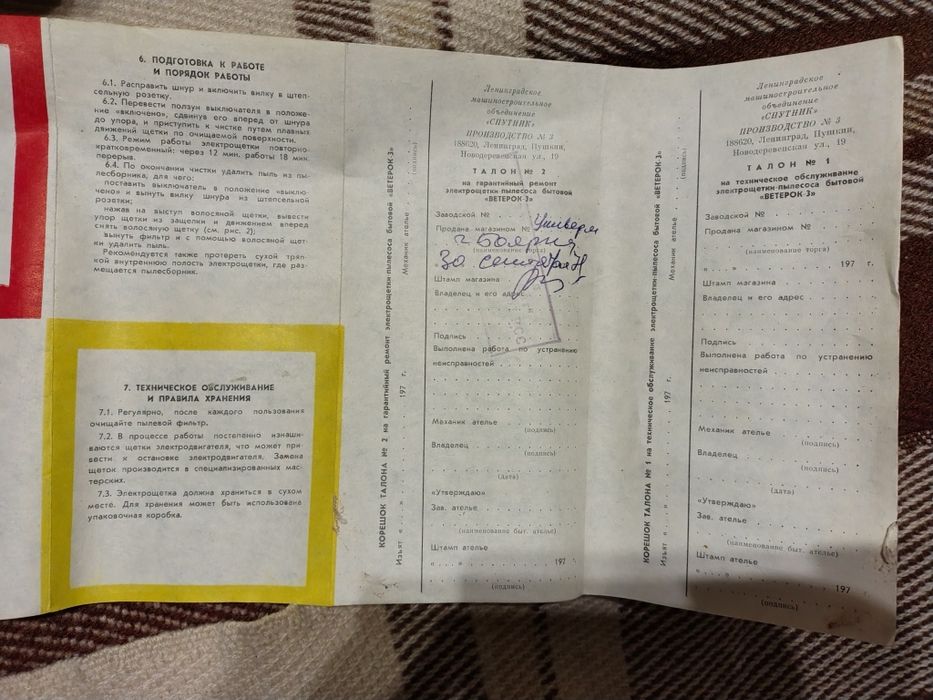 6. ПОДГОТОВКА К РАБОТЕ
И ПОРЯДОК РАБОТЫ
6.1. Расправить шнур и включить вилку в штеп-
сельную розетку.
6.2. Перевести ползун выключателя в положе-
ние «включено», сдвинув его вперед от шнура
до упора, и приступить к чистке путем плавных
движений щётки по очищаемой поверхности.
6.3. Режим работы электрощетки повторно-
кратковременный: через 12 мин. работы 18 мин.
перерыв.
6.4. По окончании чистки удалить пыль из пы-
лесборника, для чего:
поставить выключатель в положение «выклю-
чено» и вынуть вилку шнура из штепсельной
розетки;
нажав на выступ волосяной щетки, вывести
упор щетки из защелки и движением вперед
снять волосяную щетку (см. рис. 2);
вынуть фильтр и с помощью волосяной щет-
ки удалить пыль.
Рекомендуется также протереть сухой тряп-
кой внутреннюю полость электрощетки, где раз-
мещается пылесборник.
7. ТЕХНИЧЕСКОЕ ОБСЛУЖИВАНИЕ
И ПРАВИЛА ХРАНЕНИЯ
7.1. Регулярно, после каждого пользования
очищайте пылевой фильтр.
7.2. В процессе работы постепенно изнаши-
ваются щетки электродвигателя, что может при-
вести к остановке электродвигателя. Замена
щеток производится в специализированных мас-
терских.
7.3. Электрощетка должна храниться в сухом
месте. Для хранения может быть использована
упаковочная коробка.
КОРЕШОК ТАЛОНА № 2 на гарантийный ремонт электрощетки-пылесоса бытовой «ВЕТЕРОК-3»
Изъят «....» 197 г. Механик ателье (подпись)
Ленинградское
машиностроительное
объединение
«СПУТНИК»
ПРОИЗВОДСТВО № 3
188620, Ленинград, Пушкин,
Новодеревенская ул., 19
ТАЛОН № 2
на гарантийный ремонт
электрощетки-пылесоса бытовой
«ВЕТЕРОК-3»
Заводской №
Продана магазином № Универмаг
г Боярка
(наименование торга)
30 сентября
Штамп магазина
Владелец и его адрес
Подпись
Выполнена работа по устранению
неисправностей
Механик ателье
(подпись)
Владелец
(дата)
«Утверждаю»
Зав. ателье
(наименование быт. ателье)
Штамп ателье
«....» 197
(подпись)
КОРЕШОК ТАЛОНА № 1 на техническое обслуживание электрощетки-пылесоса бытовой «ВЕТЕРОК-3»
Изъят «....» 197 г. Механик ателье (подпись)
Ленинградское
машиностроительное
объединение
«СПУТНИК»
ПРОИЗВОДСТВО № 3
188620, Ленинград, Пушкин,
Новодеревенская ул., 19
ТАЛОН № 1
на техническое обслуживание
электрощетки-пылесоса бытовой
«ВЕТЕРОК-3»
Заводской №
Продана магазином №
(наименование торга)
«....» 197 г.
Штамп магазина
Владелец и его адрес
Подпись
Выполнена работа по устранению
неисправностей
Механик ателье
(подпись)
Владелец
(дата)
«Утверждаю»
Зав. ателье
(наименование быт. ателье)
Штамп ателье
«....» 197
(подпись)